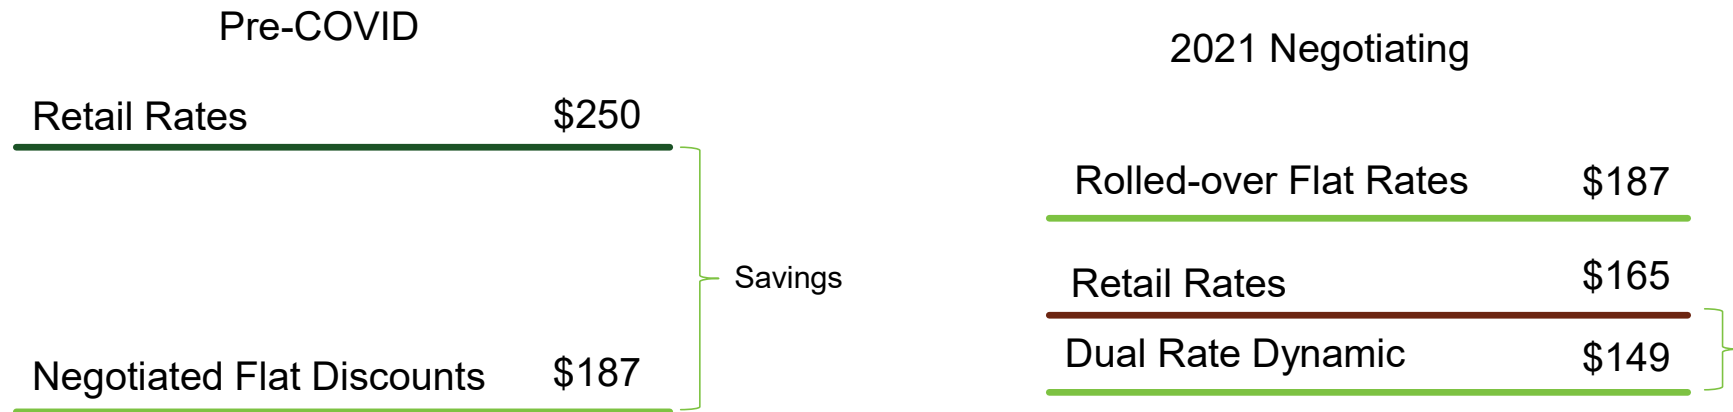 Pre-COVID
Retail Rates $250
Savings
Negotiated Flat Discounts $187
2021 Negotiating
Rolled-over Flat Rates $187
Retail Rates $165
Dual Rate Dynamic $149